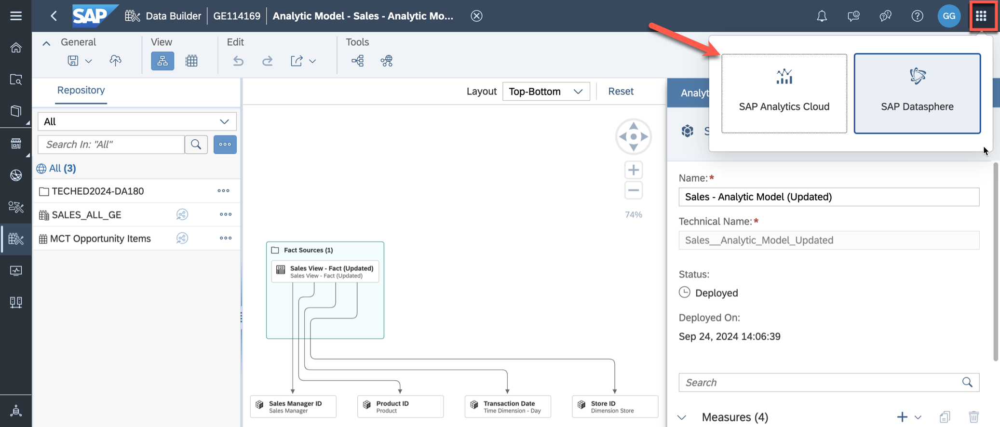 SAP Data Builder GE114169 Analytic Model - Sales - Analytic Mo... GG
General View Edit Tools
Repository
All
Search In: "All"
All (3)
TECHED2024-DA180
SALES_ALL_GE
MCT Opportunity Items
Layout Top-Bottom Reset
74%
Fact Sources (1)
123
Sales View - Fact (Updated)
Sales View - Fact (Updated)
Sales Manager ID
Sales Manager
Product ID
Product
Transaction Date
Time Dimension - Day
Store ID
Dimension Store
SAP Analytics Cloud
SAP Datasphere
Analyt
S
Name:*
Sales - Analytic Model (Updated)
Technical Name:*
Sales__Analytic_Model_Updated
Status:
Deployed
Deployed On:
Sep 24, 2024 14:06:39
Search
Measures (4)